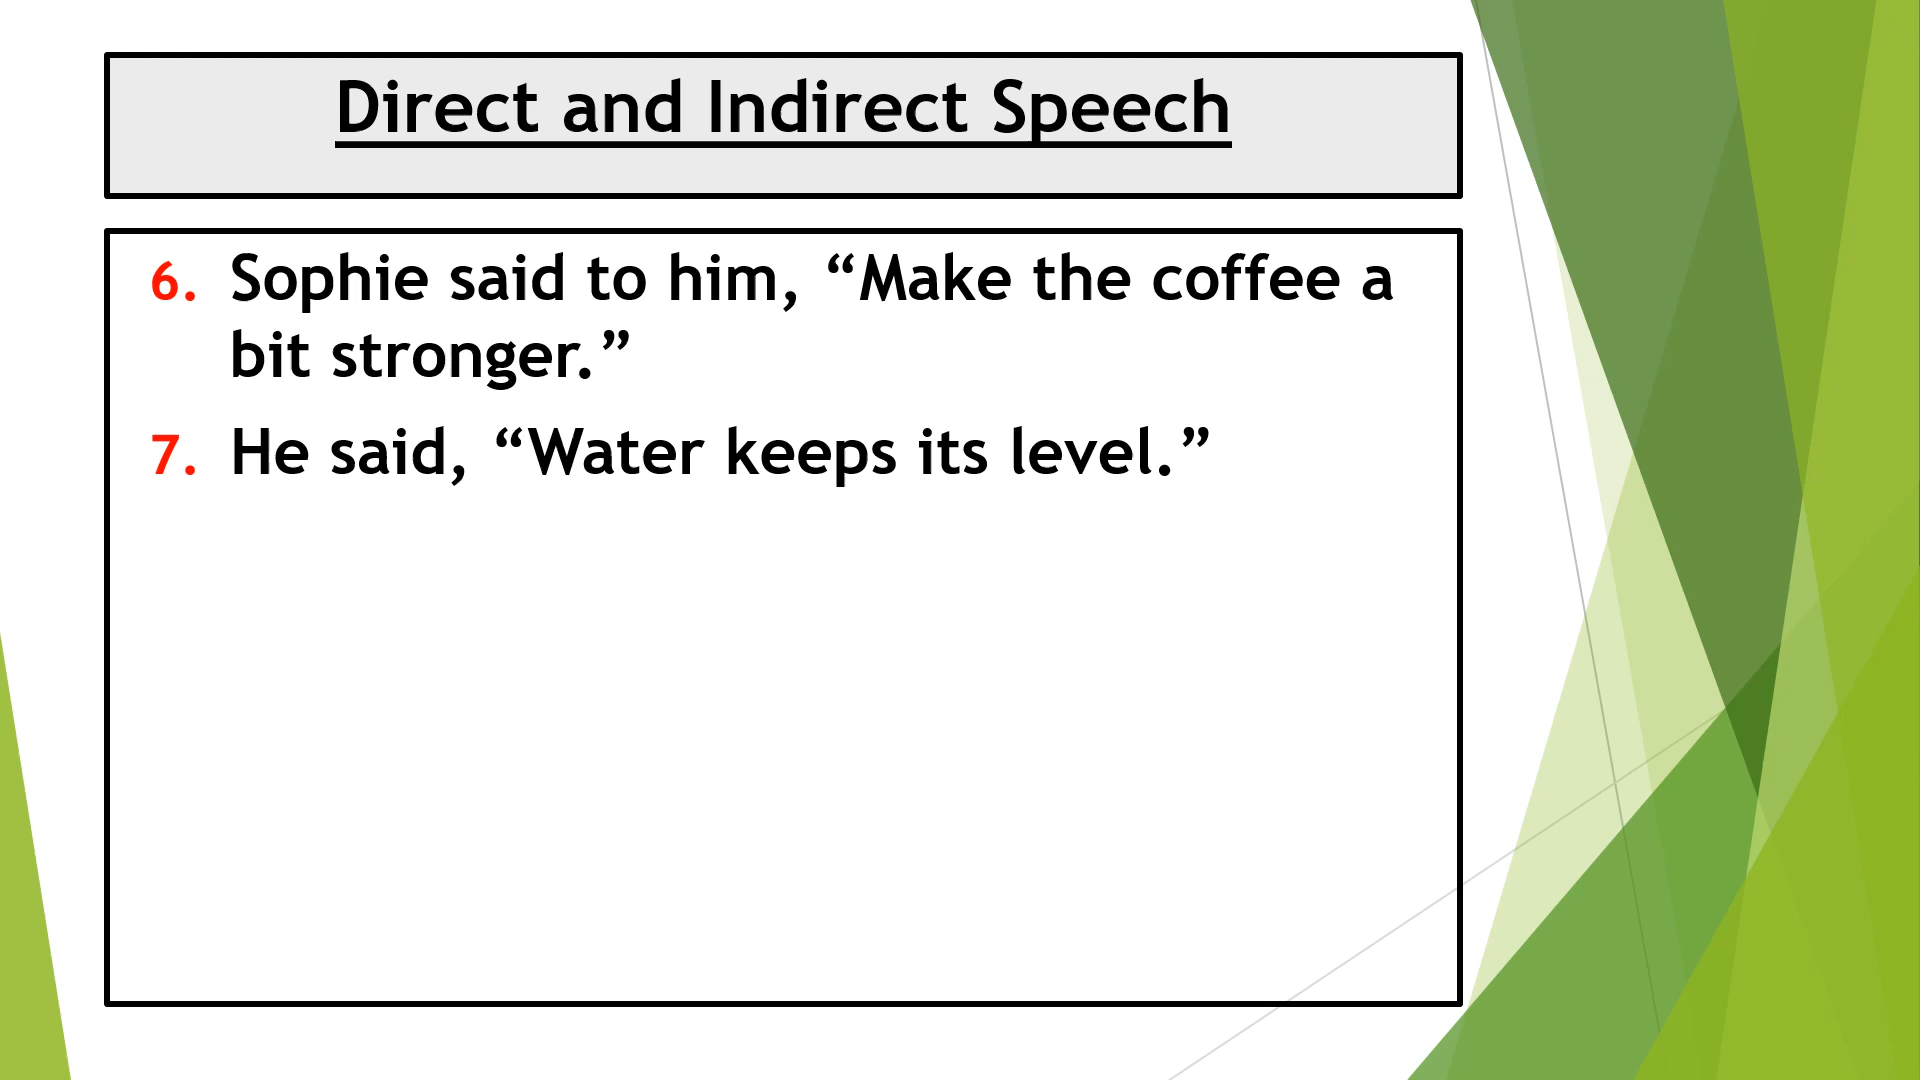 Direct and Indirect Speech
6. Sophie said to him, “Make the coffee a
bit stronger.”
7. He said, “Water keeps its level.”